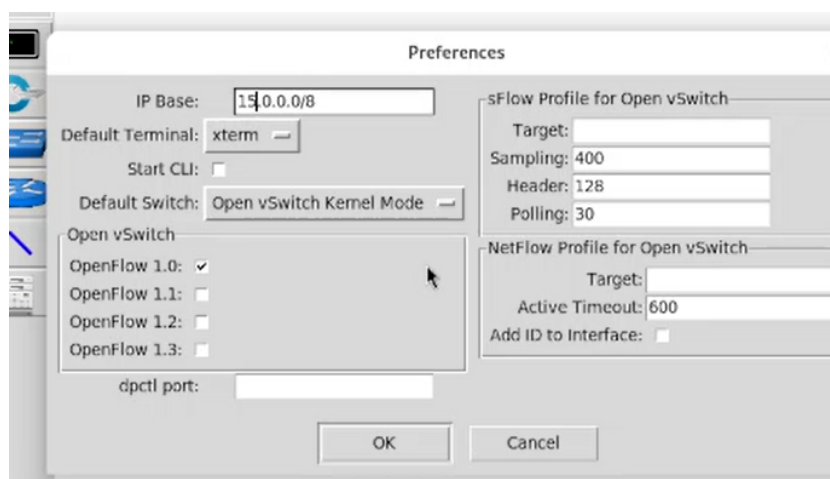 Preferences
IP Base: 15.0.0.0/8
Default Terminal: xterm
Start CLI:
Default Switch: Open vSwitch Kernel Mode
Open vSwitch
OpenFlow 1.0:
OpenFlow 1.1:
OpenFlow 1.2:
OpenFlow 1.3:
dpctl port:
sFlow Profile for Open vSwitch
Target:
Sampling: 400
Header: 128
Polling: 30
NetFlow Profile for Open vSwitch
Target:
Active Timeout: 600
Add ID to Interface:
OK
Cancel